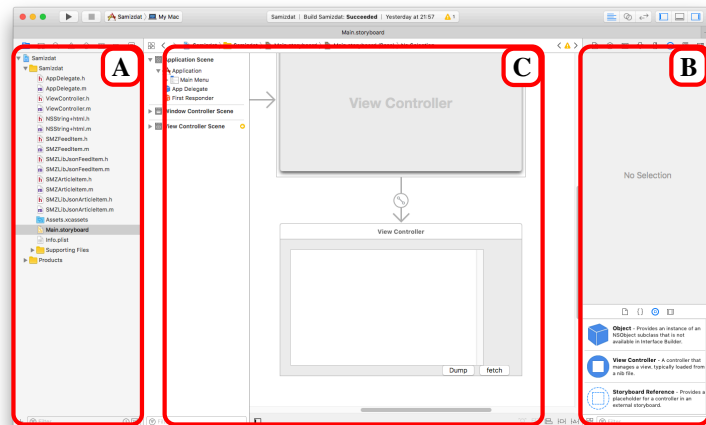 Samizdat
My Mac
Samizdat | Build Samizdat: Succeeded | Yesterday at 21:57
1
Main.storyboard
Samizdat
Samizdat
AppDelegate.h
AppDelegate.m
ViewController.h
ViewController.m
NSString+html.h
NSString+html.m
SMZFeedItem.h
SMZFeedItem.m
SMZLibJsonFeedItem.h
SMZLibJsonFeedItem.m
SMZArticleItem.h
SMZArticleItem.m
SMZLibJsonArticleItem.h
SMZLibJsonArticleItem.m
Assets.xcassets
Main.storyboard
Info.plist
Supporting Files
Products
A
Application Scene
Application
Main Menu
App Delegate
First Responder
Window Controller Scene
View Controller Scene
C
View Controller
View Controller
Dump
fetch
B
No Selection
Object - Provides an instance of an
NSObject subclass that is not
available in Interface Builder.
View Controller - A controller that
manages a view, typically loaded from
a nib file.
Storyboard Reference - Provides a
placeholder for a controller in an
external storyboard.